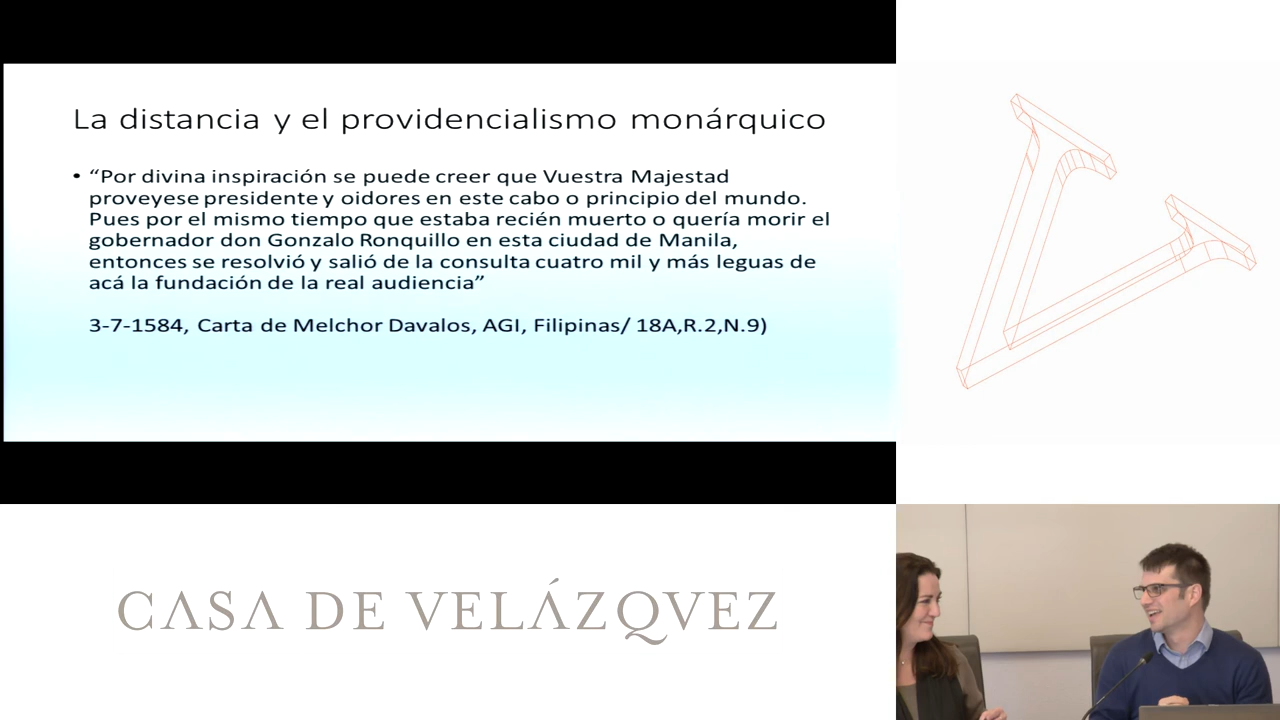 La distancia y el providencialismo monárquico
• “Por divina inspiración se puede creer que Vuestra Majestad
proveyese presidente y oidores en este cabo o principio del mundo.
Pues por el mismo tiempo que estaba recién muerto o quería morir el
gobernador don Gonzalo Ronquillo en esta ciudad de Manila,
entonces se resolvió y salió de la consulta cuatro mil y más leguas de
acá la fundación de la real audiencia”
3-7-1584, Carta de Melchor Davalos, AGI, Filipinas/ 18A,R.2,N.9)
CASA DE VELÁZQVEZ